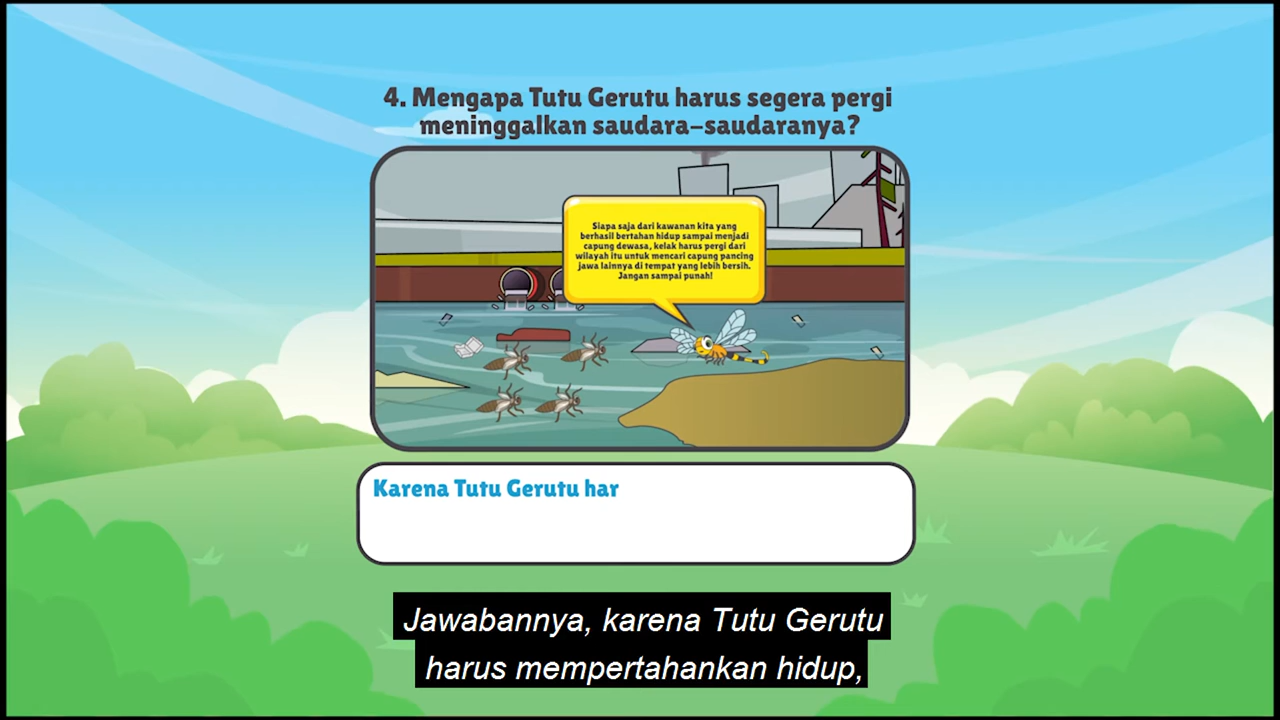 4. Mengapa Tutu Gerutu harus segera pergi
meninggalkan saudara-saudaranya?
Siapa saja dari kawanan kita yang
berhasil bertahan hidup sampai menjadi
capung dewasa, kelak harus pergi dari
wilayah itu untuk mencari capung pancing
jawa lainnya di tempat yang lebih bersih.
Jangan sampai punah!
Karena Tutu Gerutu har
Jawabannya, karena Tutu Gerutu
harus mempertahankan hidup,